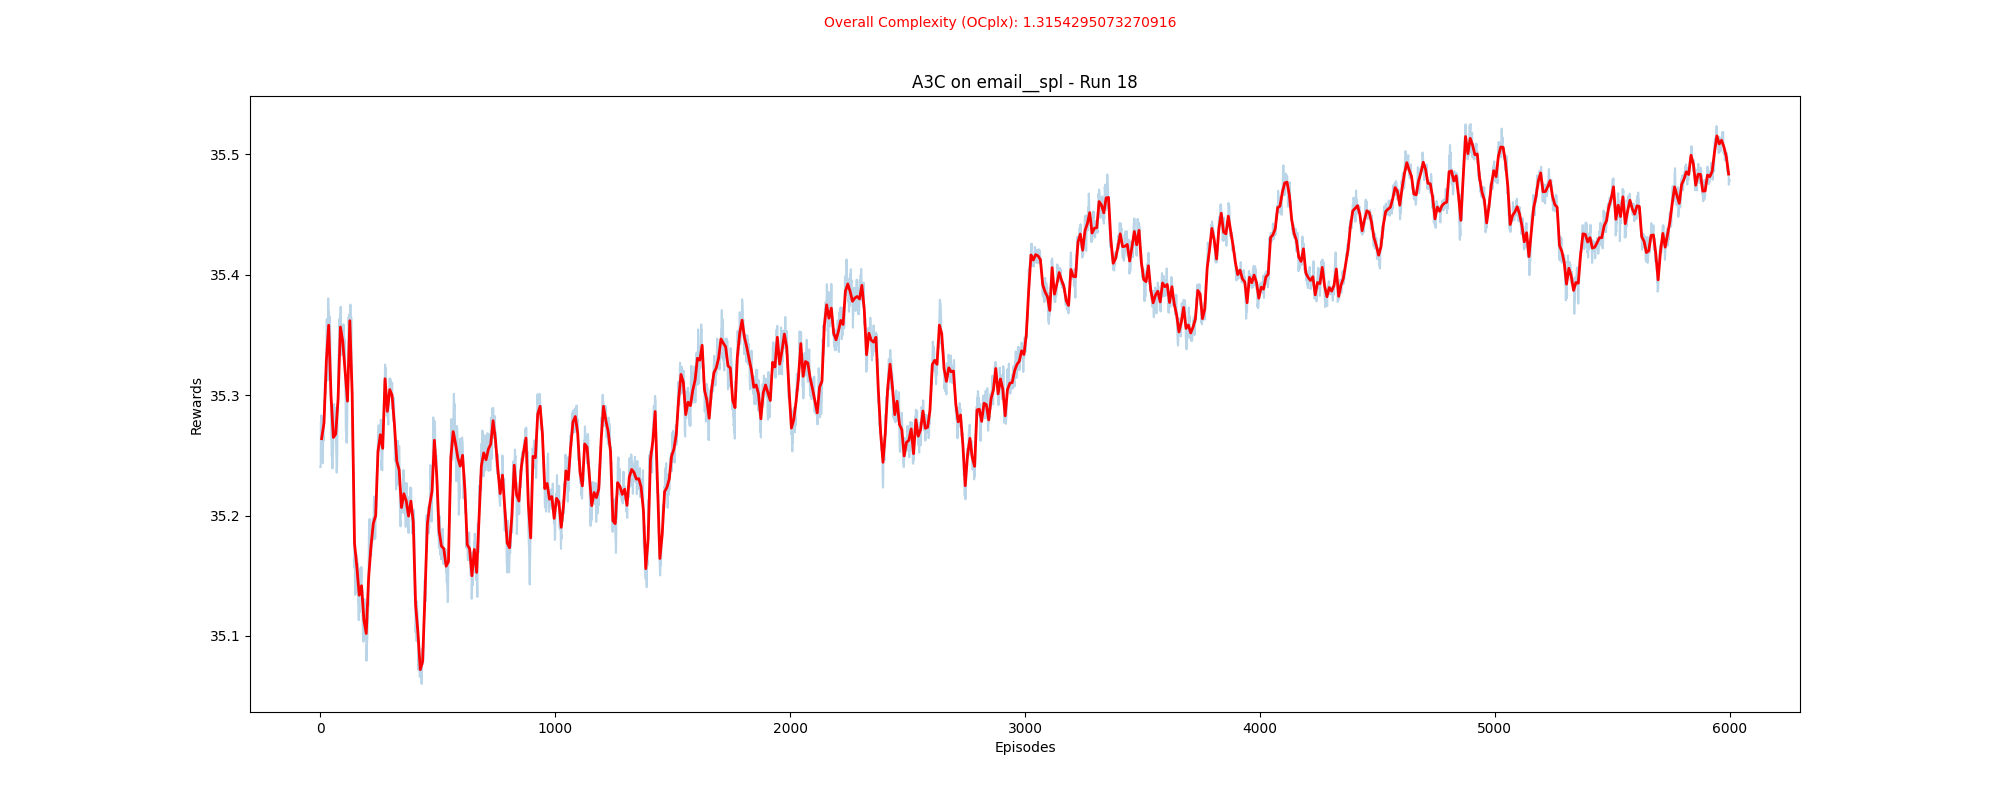 Overall Complexity (OCplx): 1.3154295073270916
A3C on email__spl - Run 18
Rewards
35.5
35.4
35.3
35.2
35.1
0 1000 2000 3000 4000 5000 6000
Episodes